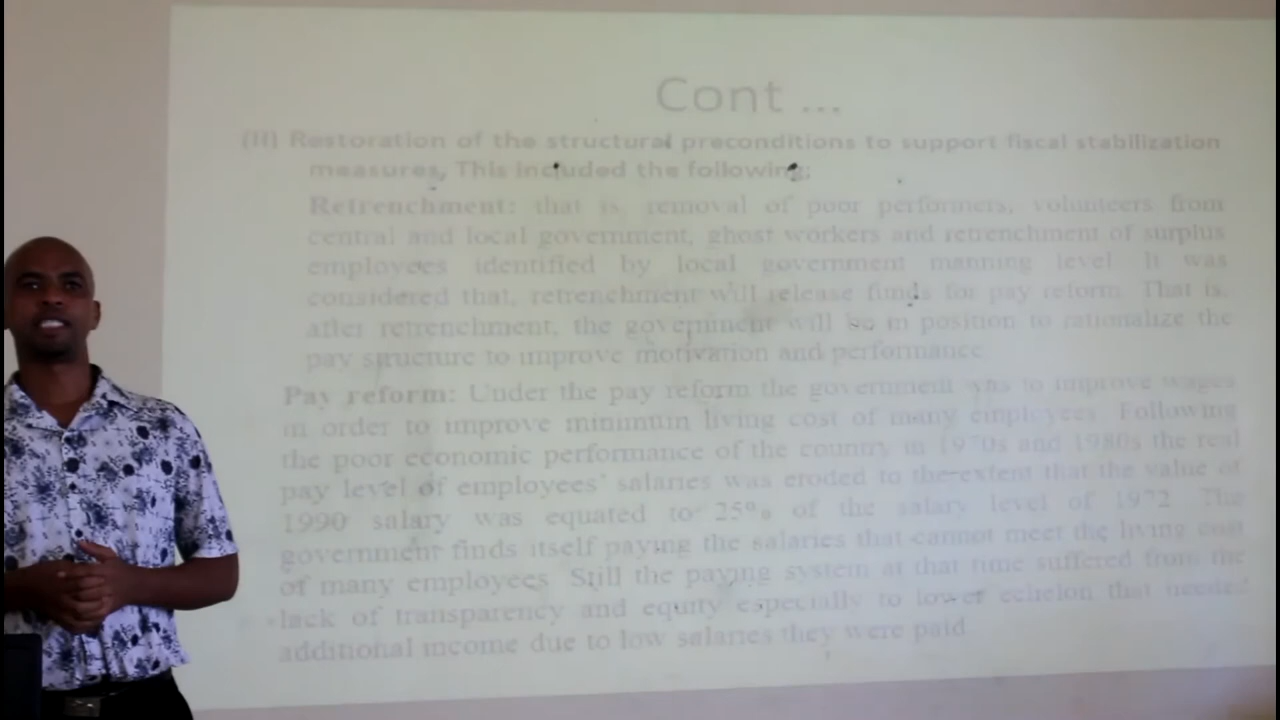 Cont ...
(II) Restoration of the structural preconditions to support fiscal stabilization
measures, This included the following;
Retrenchment: that is, removal of poor performers, volunteers from
central and local government, ghost workers and retrenchment of surplus
employees identified by local government manning level. It was
considered that, retrenchment will release funds for pay reform. That is,
after retrenchment, the government will be in position to rationalize the
pay structure to improve motivation and performance.
Pay reform: Under the pay reform the government was to improve wages
in order to improve minimum living cost of many employees. Following
the poor economic performance of the country in 1970s and 1980s the real
pay level of employees' salaries was eroded to the extent that the value of
1990 salary was equated to 25% of the salary level of 1972. The
government finds itself paying the salaries that cannot meet the living cost
of many employees. Still the paying system at that time suffered from the
lack of transparency and equity especially to lower echelon that needed
additional income due to low salaries they were paid.